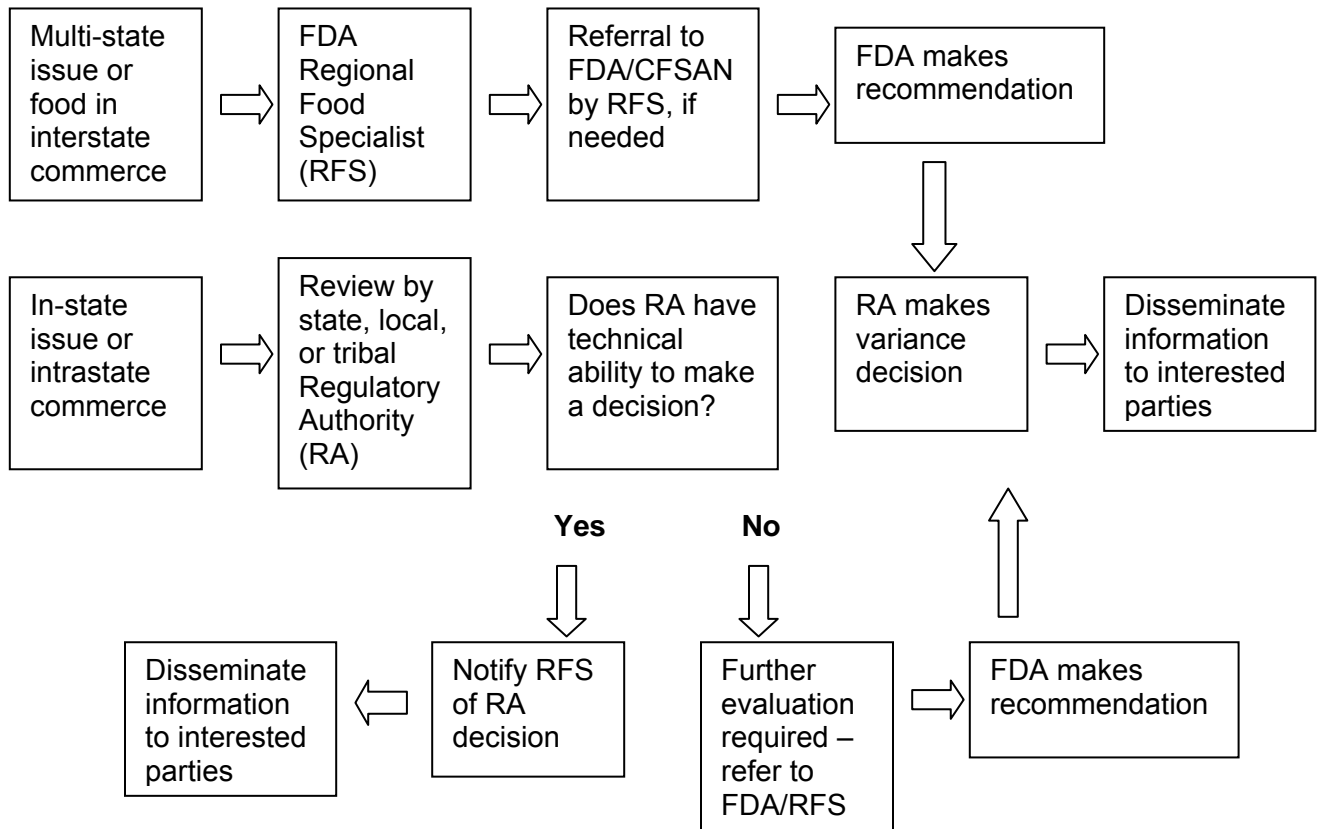 Multi-state
issue or
food in
interstate
commerce
FDA
Regional
Food
Specialist
(RFS)
Referral to
FDA/CFSAN
by RFS, if
needed
FDA makes
recommendation
In-state
issue or
intrastate
commerce
Review by
state, local,
or tribal
Regulatory
Authority
(RA)
Does RA have
technical
ability to make
a decision?
RA makes
variance
decision
Disseminate
information
to interested
parties
Yes
No
Disseminate
information
to interested
parties
Notify RFS
of RA
decision
Further
evaluation
required –
refer to
FDA/RFS
FDA makes
recommendation